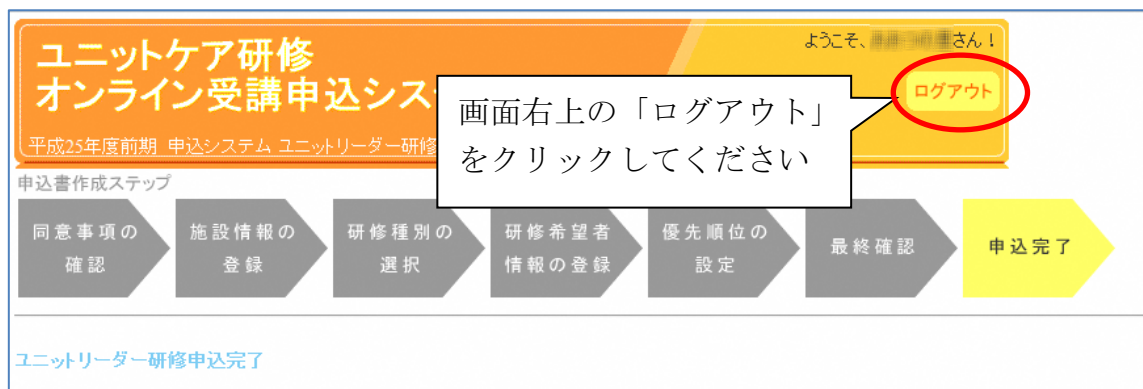 ユニットケア研修
ようこそ、さん！
オンライン受講申込シス
ログアウト
平成25年度前期 申込システム ユニットリーダー研修
画面右上の「ログアウト」
をクリックしてください
申込書作成ステップ
同意事項の
確認
施設情報の
登録
研修種別の
選択
研修希望者
情報の登録
優先順位の
設定
最終確認
申込完了
ユニットリーダー研修申込完了